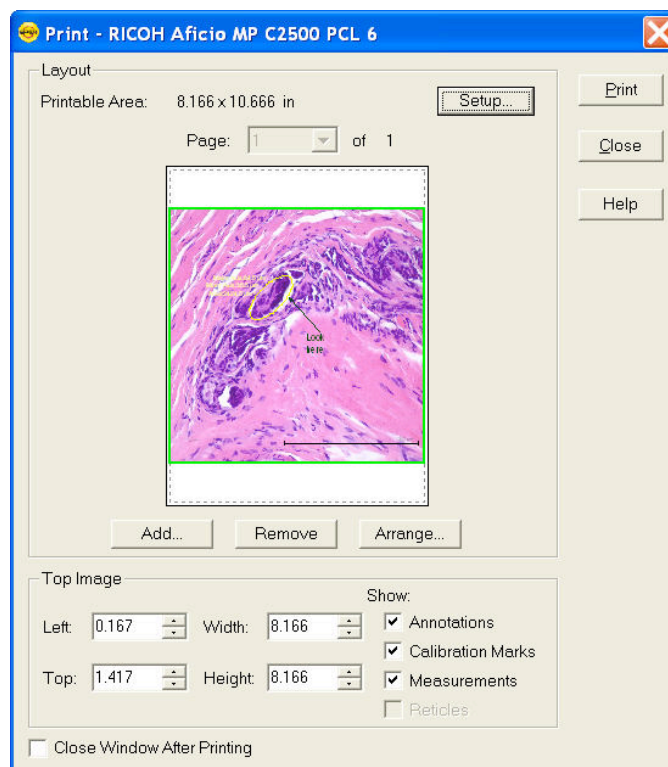 Print - RICOH Aficio MP C2500 PCL 6
Layout
Printable Area: 8.166 x 10.666 in
Setup...
Print
Page: 1 of 1
Close
Help
Look
here
Add... Remove Arrange...
Top Image
Show:
Left: 0.167 Width: 8.166
Annotations
Calibration Marks
Top: 1.417 Height: 8.166
Measurements
Reticles
Close Window After Printing